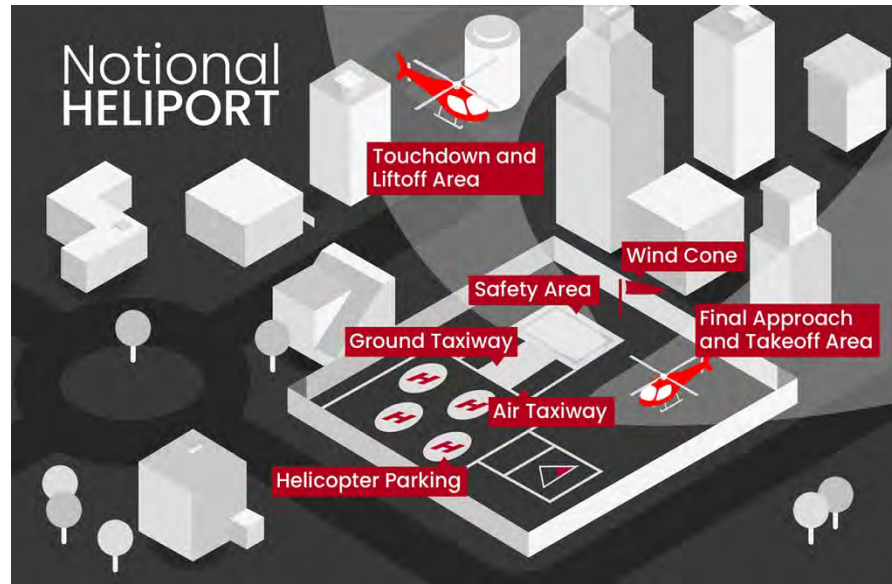 Notional
HELIPORT
Touchdown and
Liftoff Area
Wind Cone
Safety Area
Final Approach
and Takeoff Area
Ground Taxiway
Air Taxiway
Helicopter Parking
H
H
H
H